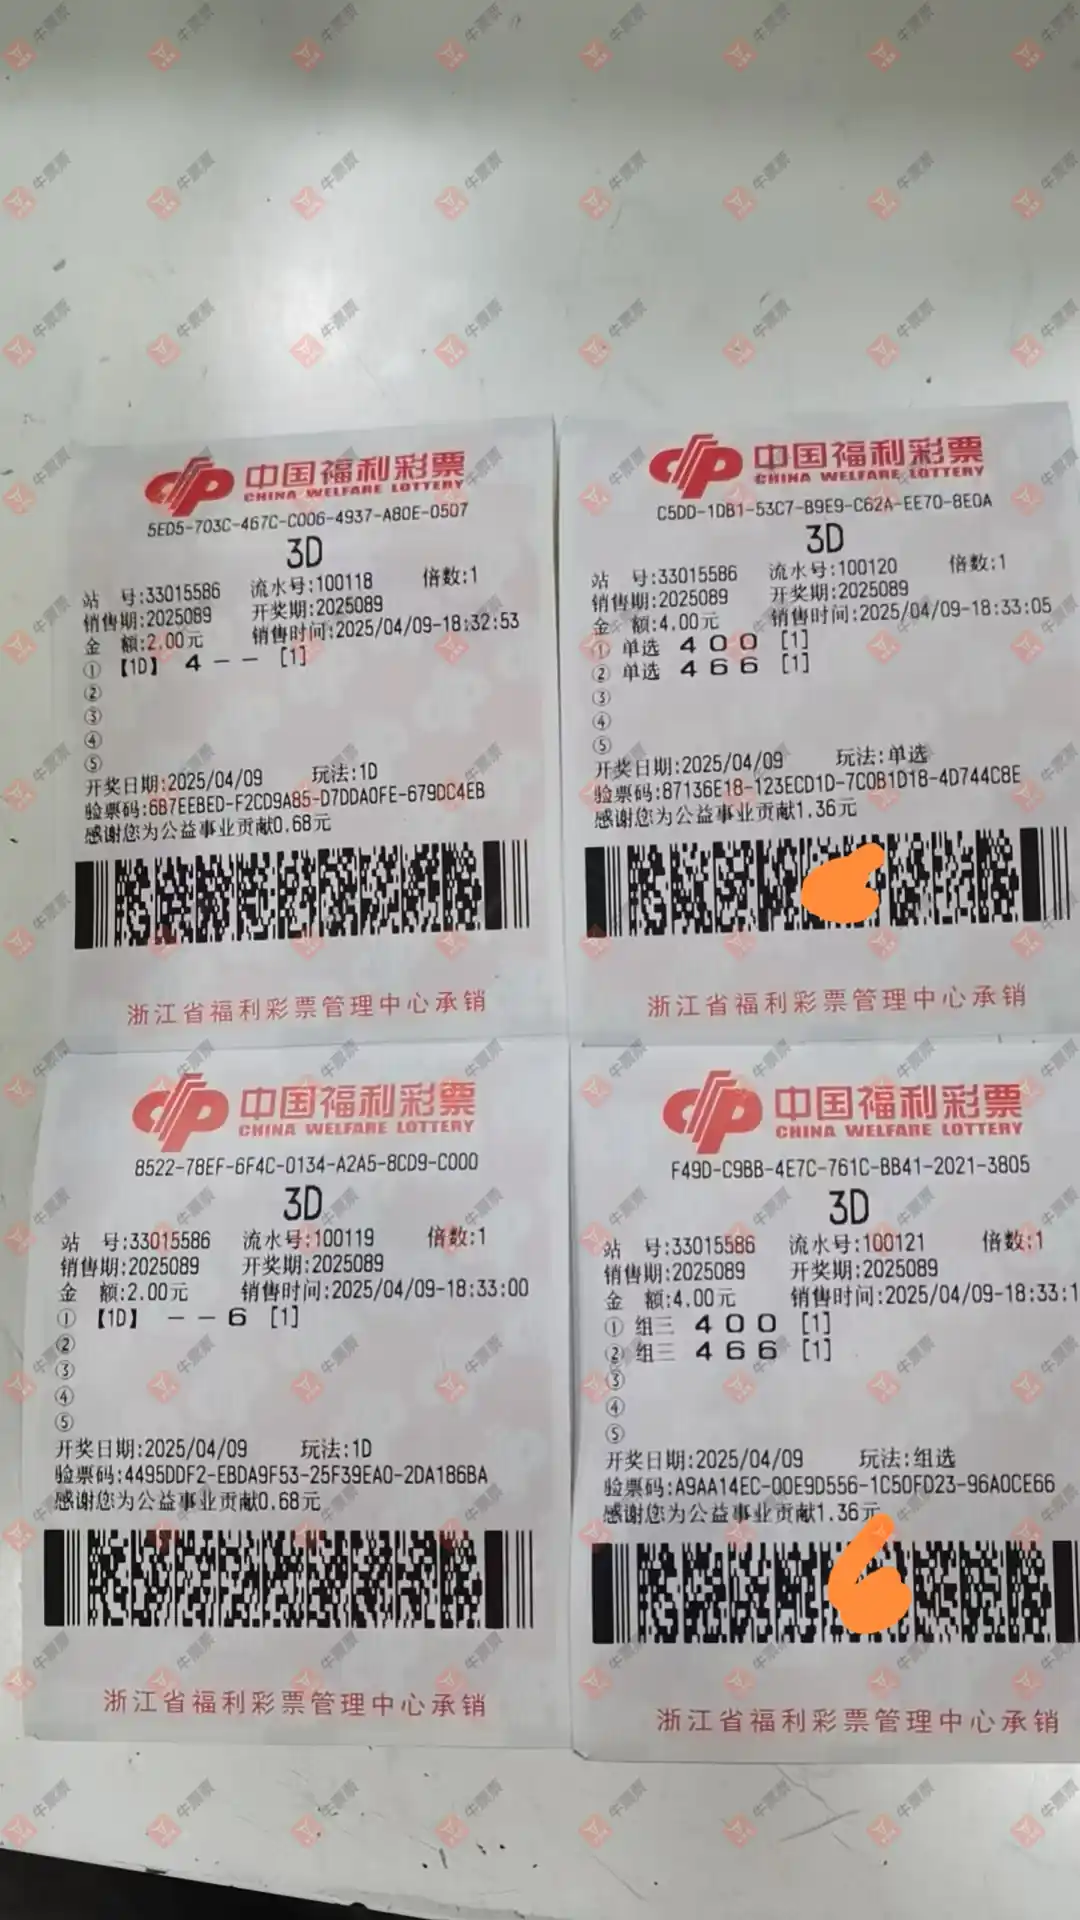 中国福利彩票
CHINA WELFARE LOTTERY
5ED5-703C-467C-C006-4937-A80E-0507
3D
站 号:33015586 流水号:100118 倍数:1
销售期:2025089 开奖期:2025089
金 额:2.00元 销售时间:2025/04/09-18:32:53
① 【1D】 4 - - [1]
②
③
④
⑤
开奖日期:2025/04/09 玩法:1D
验票码:6B7EEBED-F2CD9A85-D7DDA0FE-679DC4EB
感谢您为公益事业贡献0.68元
浙江省福利彩票管理中心承销
中国福利彩票
CHINA WELFARE LOTTERY
C5DD-1DB1-53C7-B9E9-C62A-EE70-8E0A
3D
站 号:33015586 流水号:100120 倍数:1
销售期:2025089 开奖期:2025089
金 额:4.00元 销售时间:2025/04/09-18:33:05
① 单选 4 0 0 [1]
② 单选 4 6 6 [1]
③
④
⑤
开奖日期:2025/04/09 玩法:单选
验票码:87136E18-123ECD1D-7C0B1D18-4D744C8E
感谢您为公益事业贡献1.36元
浙江省福利彩票管理中心承销
中国福利彩票
CHINA WELFARE LOTTERY
8522-78EF-6F4C-0134-A2A5-8CD9-C000
3D
站 号:33015586 流水号:100119 倍数:1
销售期:2025089 开奖期:2025089
金 额:2.00元 销售时间:2025/04/09-18:33:00
① 【1D】 - - 6 [1]
②
③
④
⑤
开奖日期:2025/04/09 玩法:1D
验票码:4495DDF2-EBDA9F53-25F39EA0-2DA186BA
感谢您为公益事业贡献0.68元
浙江省福利彩票管理中心承销
中国福利彩票
CHINA WELFARE LOTTERY
F49D-C9BB-4E7C-761C-BB41-2021-3805
3D
站 号:33015586 流水号:100121 倍数:1
销售期:2025089 开奖期:2025089
金 额:4.00元 销售时间:2025/04/09-18:33:1
① 组三 4 0 0 [1]
② 组三 4 6 6 [1]
③
④
⑤
开奖日期:2025/04/09 玩法:组选
验票码:A9AA14EC-00E9D556-1C50FD23-96A0CE66
感谢您为公益事业贡献1.36元
浙江省福利彩票管理中心承销
牛票票